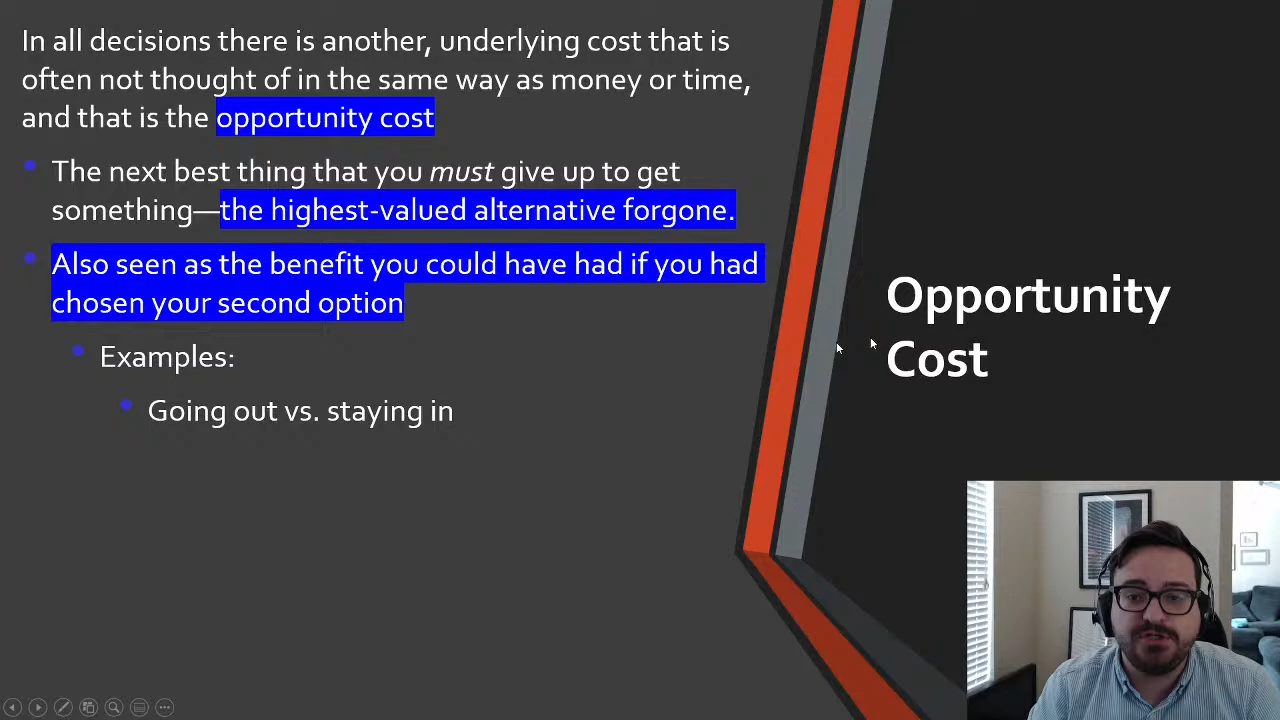 In all decisions there is another, underlying cost that is
often not thought of in the same way as money or time,
and that is the opportunity cost
The next best thing that you must give up to get
something—the highest-valued alternative forgone.
Also seen as the benefit you could have had if you had
chosen your second option
Examples:
Going out vs. staying in
Opportunity
Cost